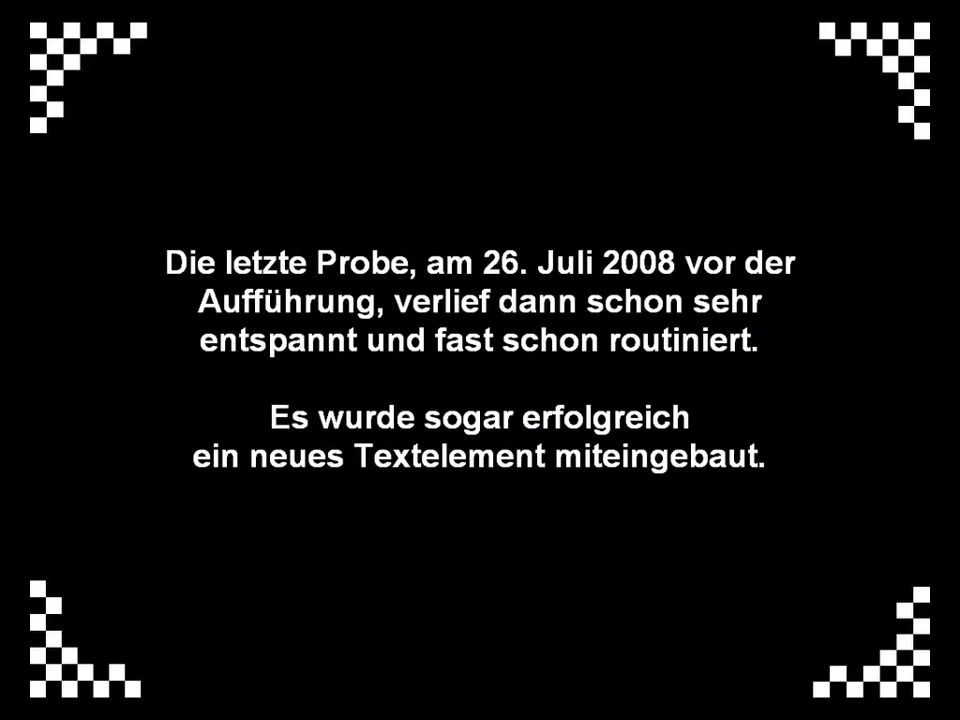 Die letzte Probe, am 26. Juli 2008 vor der
Aufführung, verlief dann schon sehr
entspannt und fast schon routiniert.
Es wurde sogar erfolgreich
ein neues Textelement miteingebaut.